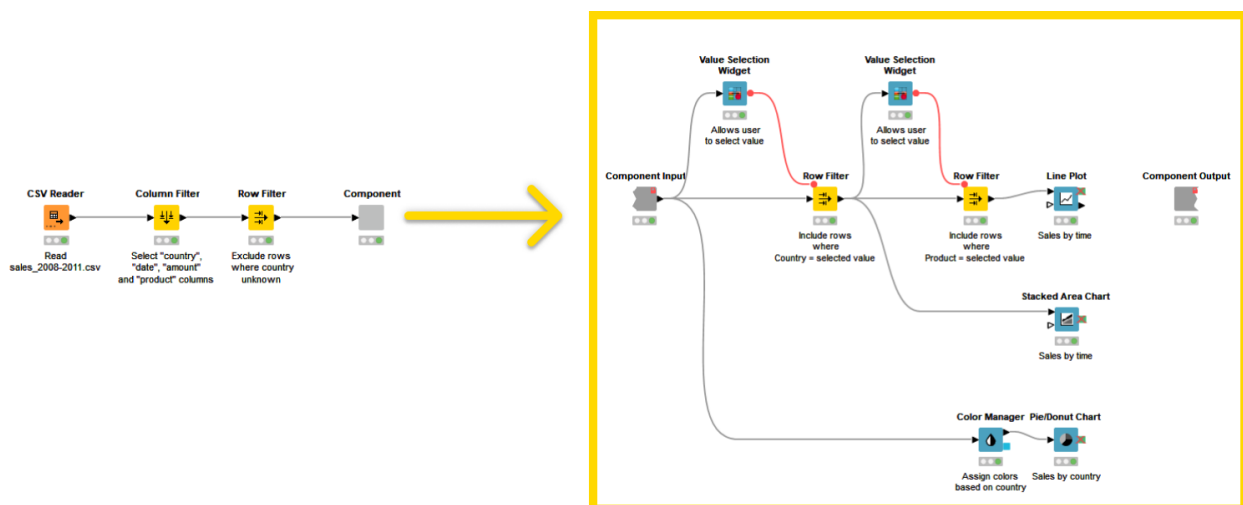 CSV Reader
Read
sales_2008-2011.csv
Column Filter
Select "country",
"date", "amount"
and "product" columns
Row Filter
Exclude rows
where country
unknown
Component
Value Selection
Widget
Allows user
to select value
Value Selection
Widget
Allows user
to select value
Component Input
Row Filter
Include rows
where
Country = selected value
Row Filter
Include rows
where
Product = selected value
Line Plot
Sales by time
Component Output
Stacked Area Chart
Sales by time
Color Manager
Assign colors
based on country
Pie/Donut Chart
Sales by country